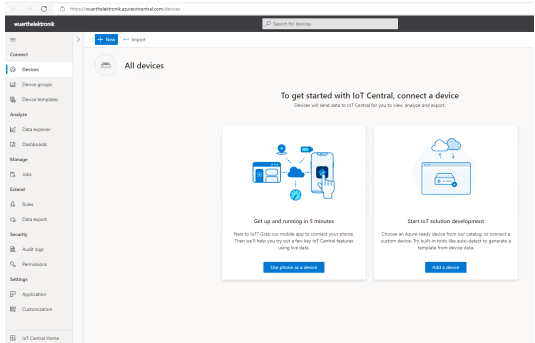 https://wuerthelektronik.azureiotcentral.com/devices
wuerthelektronik
Search for devices
New
Import
Connect
Devices
Device groups
Device templates
Analyze
Data explorer
Dashboards
Manage
Jobs
Extend
Rules
Data export
Security
Audit logs
Permissions
Settings
Application
Customization
IoT Central Home
All devices
To get started with IoT Central, connect a device
Devices will send data to IoT Central for you to view, analyze and export.
Get up and running in 5 minutes
New to IoT? Grab our mobile app to connect your phone.
Then we'll help you try out a few key IoT Central features
using live data.
Use phone as a device
Start IoT solution development
Choose an Azure-ready device from our catalog, or connect a
custom device. Try built-in tools like auto-detect to generate a
template from device data.
Add a device